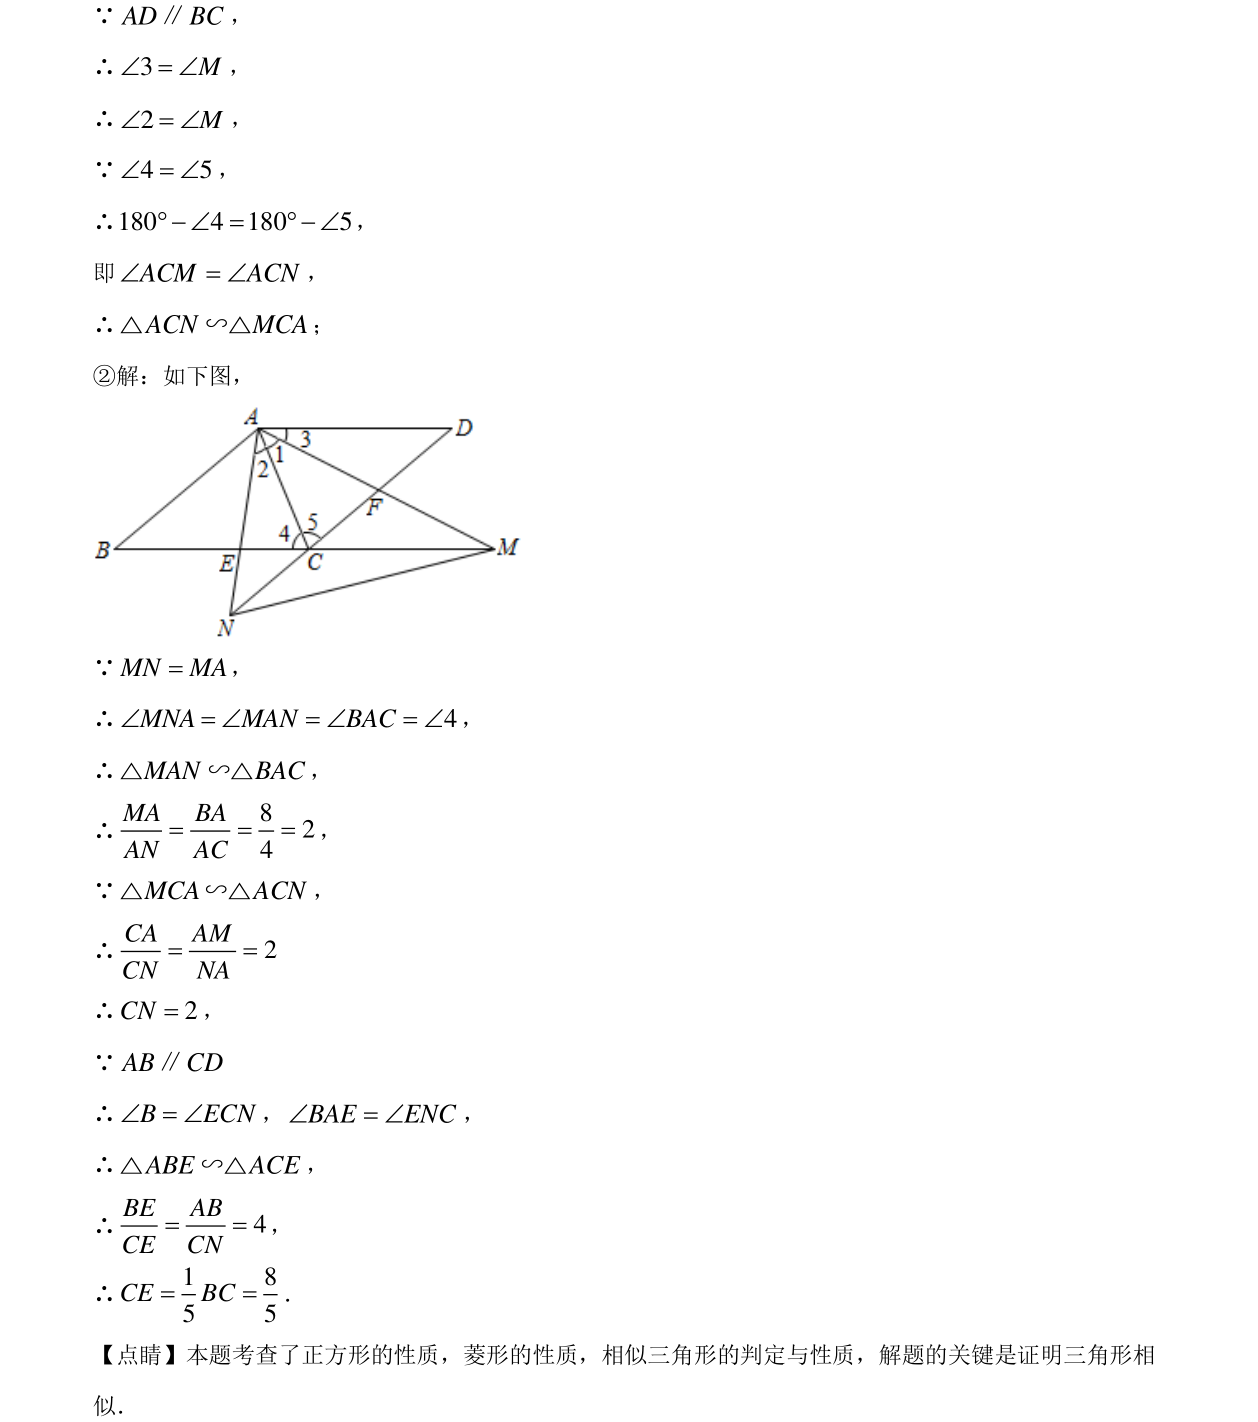 ∵AD∥BC，
∴∠3=∠M，
∴∠2=∠M，
∵∠4=∠5，
∴180°−∠4=180°−∠5，
即∠ACM=∠ACN，
∴△ACN∽△MCA；
②解：如下图，
A D
3
1
2
F
5
4
B E C M
N
∵MN=MA，
∴∠MNA=∠MAN=∠BAC=∠4，
∴△MAN∽△BAC，
∴MA/AN=BA/AC=8/4=2，
∵△MCA∽△ACN，
∴CA/CN=AM/NA=2
∴CN=2，
∵AB∥CD
∴∠B=∠ECN，∠BAE=∠ENC，
∴△ABE∽△ACE，
∴BE/CE=AB/CN=4，
∴CE=1/5BC=8/5．
【点睛】本题考查了正方形的性质，菱形的性质，相似三角形的判定与性质，解题的关键是证明三角形相
似．